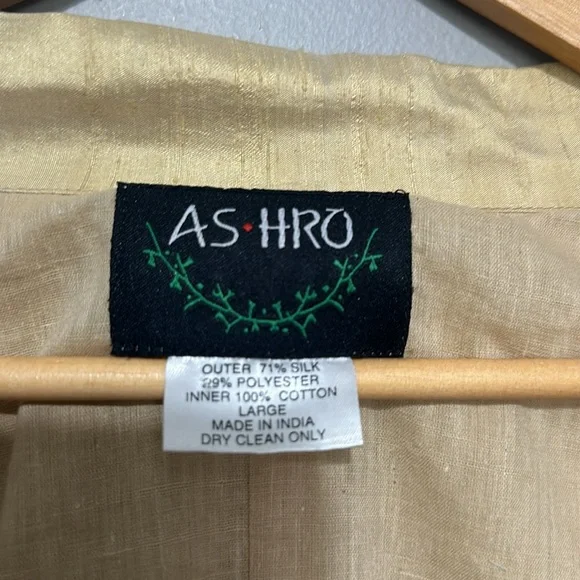 AS•HRO
OUTER 71% SILK
29% POLYESTER
INNER 100% COTTON
LARGE
MADE IN INDIA
DRY CLEAN ONLY